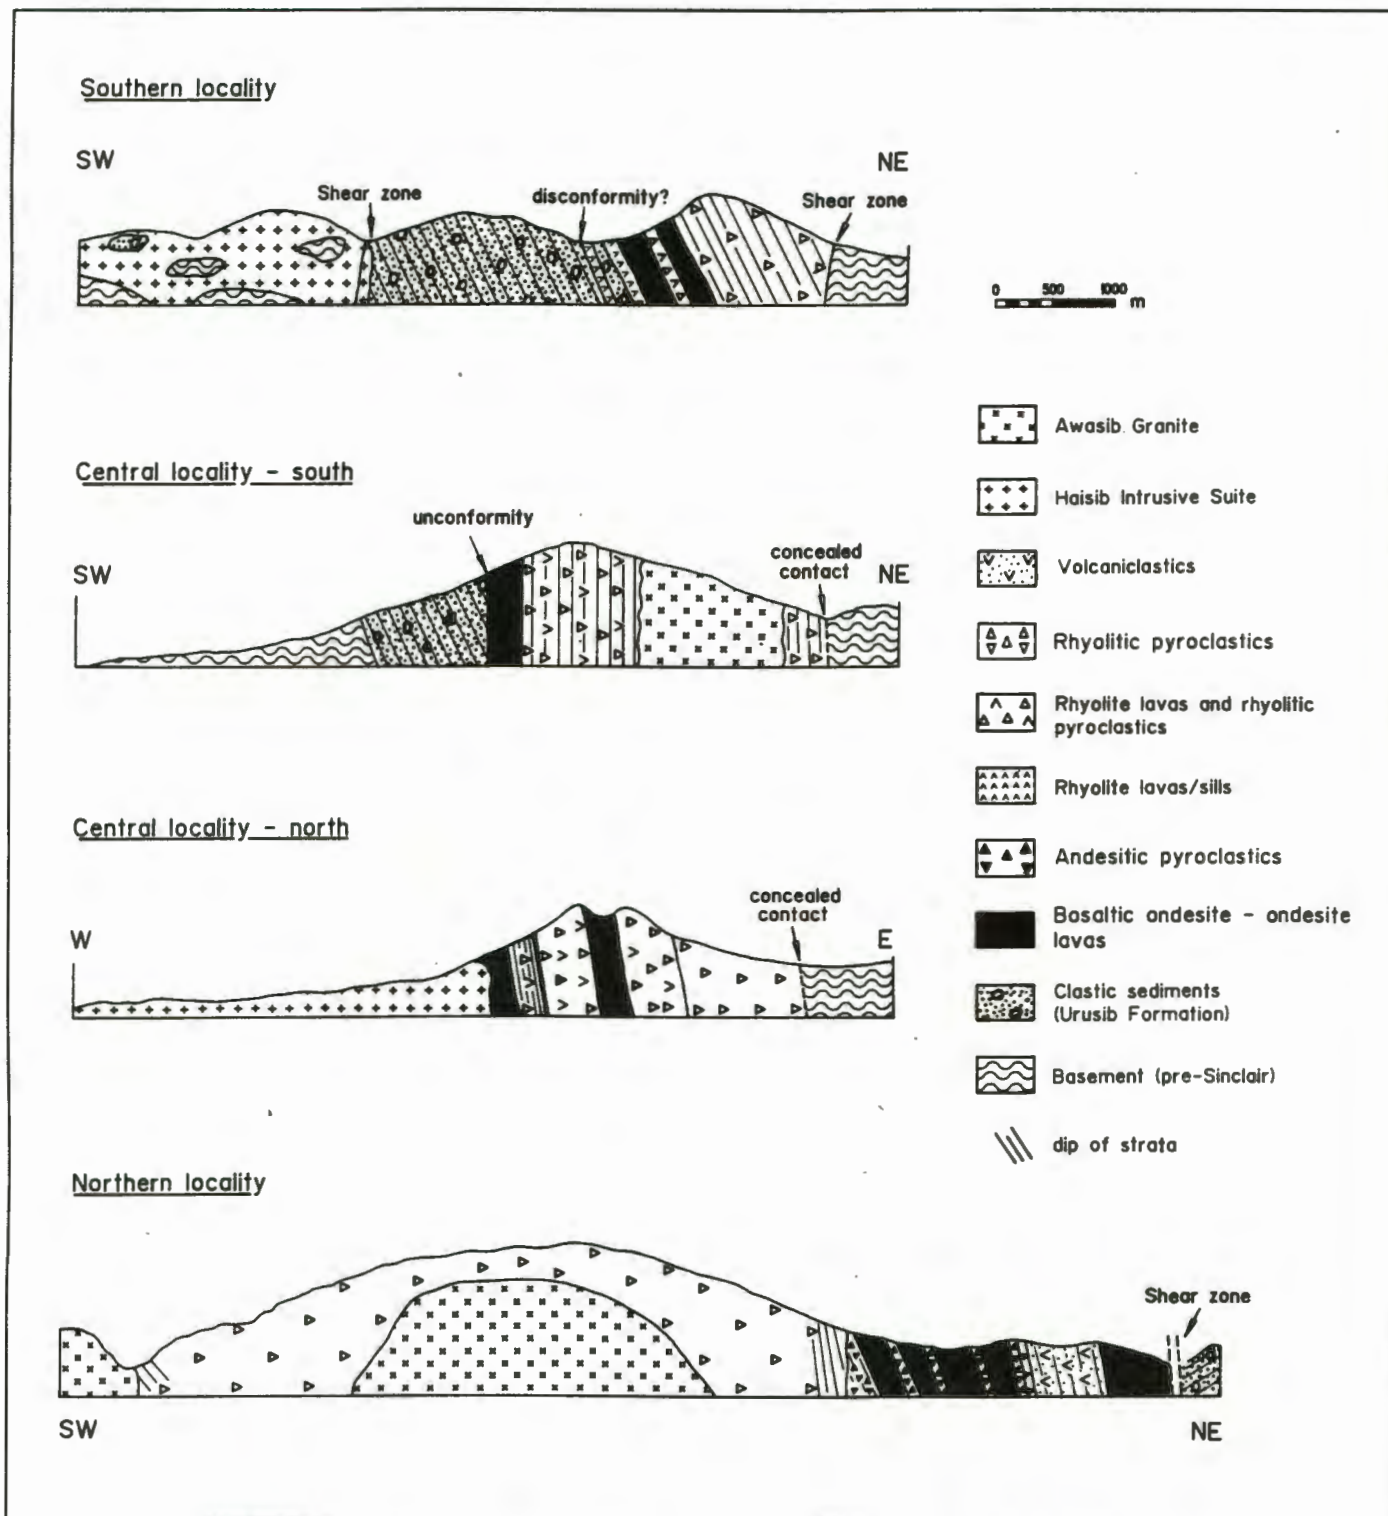 Southern locality
SW
NE
Shear zone
disconformity?
Shear zone
0 500 1000 m
Central locality - south
unconformity
SW
concealed
contact
NE
Central locality - north
concealed
contact
W
E
Northern locality
Shear zone
SW
NE
Awasib Granite
Haisib Intrusive Suite
Volcaniclastics
Rhyolitic pyroclastics
Rhyolite lavas and rhyolitic
pyroclastics
Rhyolite lavas/sills
Andesitic pyroclastics
Basaltic andesite - andesite
lavas
Clastic sediments
(Urusib Formation)
Basement (pre-Sinclair)
dip of strata